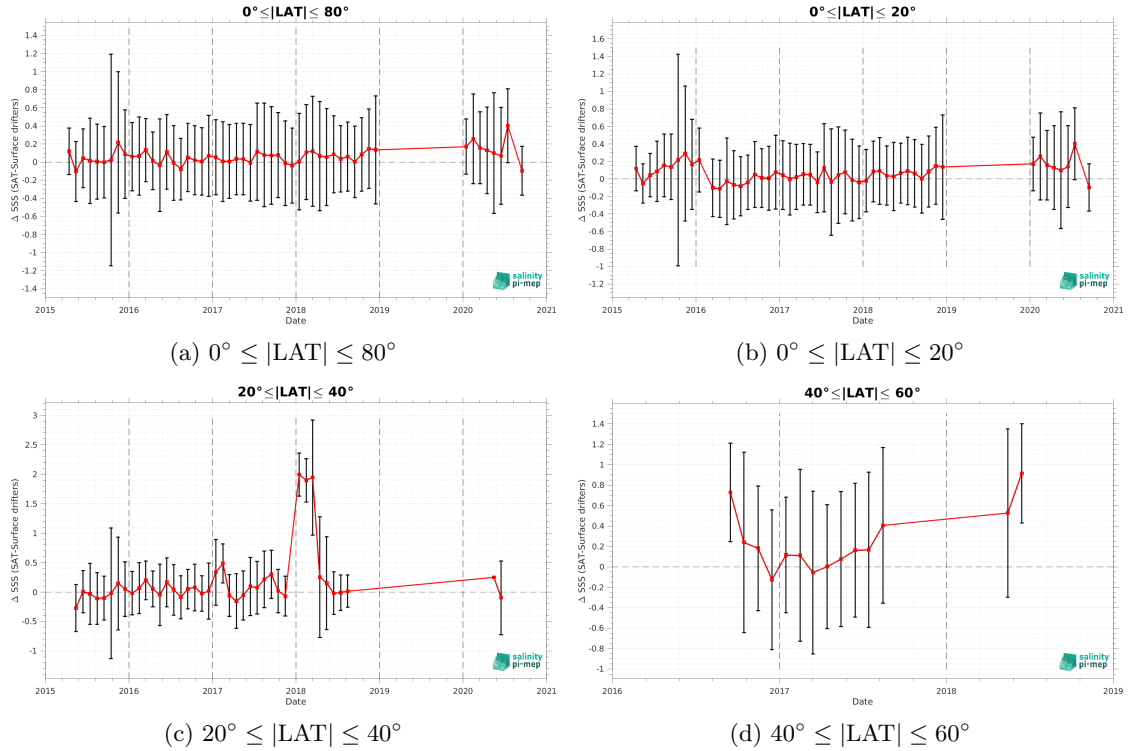 0°≤|LAT|≤ 80°
1.4
1.2
1
0.8
0.6
0.4
0.2
0
-0.2
-0.4
-0.6
-0.8
-1
-1.2
-1.4
Δ SSS (SAT-Surface drifters)
2015 2016 2017 2018 2019 2020 2021
Date
salinity
pi-mep
(a) 0° ≤ |LAT| ≤ 80°
0°≤|LAT|≤ 20°
1.6
1.4
1.2
1
0.8
0.6
0.4
0.2
0
-0.2
-0.4
-0.6
-0.8
-1
-1.2
Δ SSS (SAT-Surface drifters)
2015 2016 2017 2018 2019 2020 2021
Date
salinity
pi-mep
(b) 0° ≤ |LAT| ≤ 20°
20°≤|LAT|≤ 40°
3
2.5
2
1.5
1
0.5
0
-0.5
-1
Δ SSS (SAT-Surface drifters)
2015 2016 2017 2018 2019 2020 2021
Date
salinity
pi-mep
(c) 20° ≤ |LAT| ≤ 40°
40°≤|LAT|≤ 60°
1.4
1.2
1
0.8
0.6
0.4
0.2
0
-0.2
-0.4
-0.6
-0.8
-1
Δ SSS (SAT-Surface drifters)
2016 2017 2018 2019
Date
salinity
pi-mep
(d) 40° ≤ |LAT| ≤ 60°